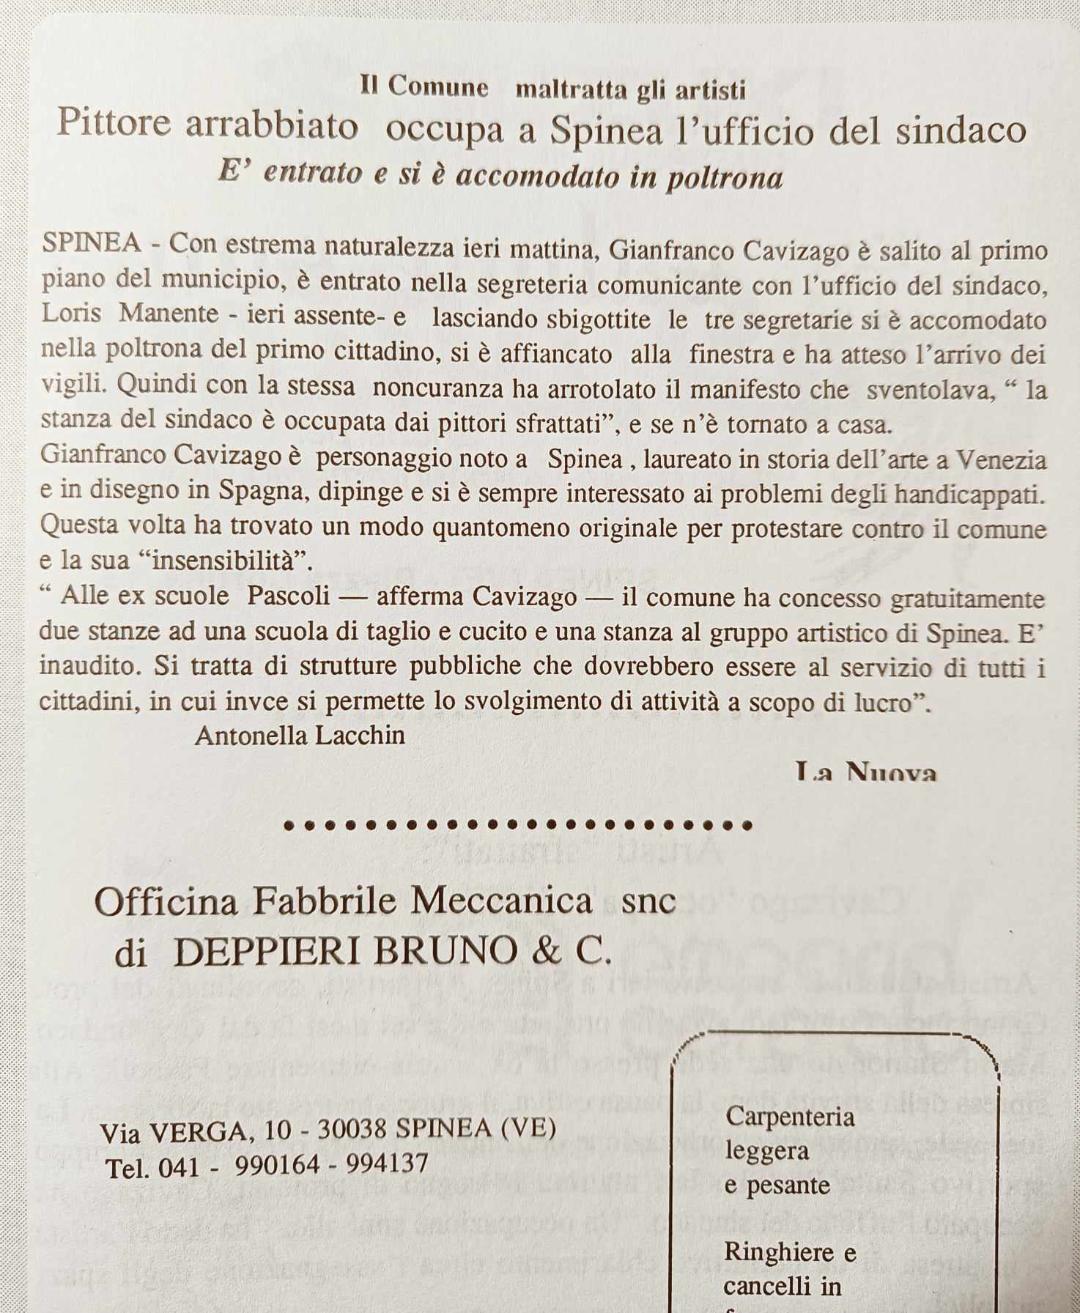 Il Comune maltratta gli artisti
Pittore arrabbiato occupa a Spinea l'ufficio del sindaco
E' entrato e si è accomodato in poltrona
SPINEA - Con estrema naturalezza ieri mattina, Gianfranco Cavizago è salito al primo
piano del municipio, è entrato nella segreteria comunicante con l'ufficio del sindaco,
Loris Manente - ieri assente- e lasciando sbigottite le tre segretarie si è accomodato
nella poltrona del primo cittadino, si è affiancato alla finestra e ha atteso l'arrivo dei
vigili. Quindi con la stessa noncuranza ha arrotolato il manifesto che sventolava, “ la
stanza del sindaco è occupata dai pittori sfrattati”, e se n'è tornato a casa.
Gianfranco Cavizago è personaggio noto a Spinea , laureato in storia dell'arte a Venezia
e in disegno in Spagna, dipinge e si è sempre interessato ai problemi degli handicappati.
Questa volta ha trovato un modo quantomeno originale per protestare contro il comune
e la sua “insensibilità”.
“ Alle ex scuole Pascoli — afferma Cavizago — il comune ha concesso gratuitamente
due stanze ad una scuola di taglio e cucito e una stanza al gruppo artistico di Spinea. E'
inaudito. Si tratta di strutture pubbliche che dovrebbero essere al servizio di tutti i
cittadini, in cui invce si permette lo svolgimento di attività a scopo di lucro”.
Antonella Lacchin
La Nuova
Officina Fabbrile Meccanica snc
di DEPPIERI BRUNO & C.
Via VERGA, 10 - 30038 SPINEA (VE)
Tel. 041 - 990164 - 994137
Carpenteria
leggera
e pesante
Ringhiere e
cancelli in